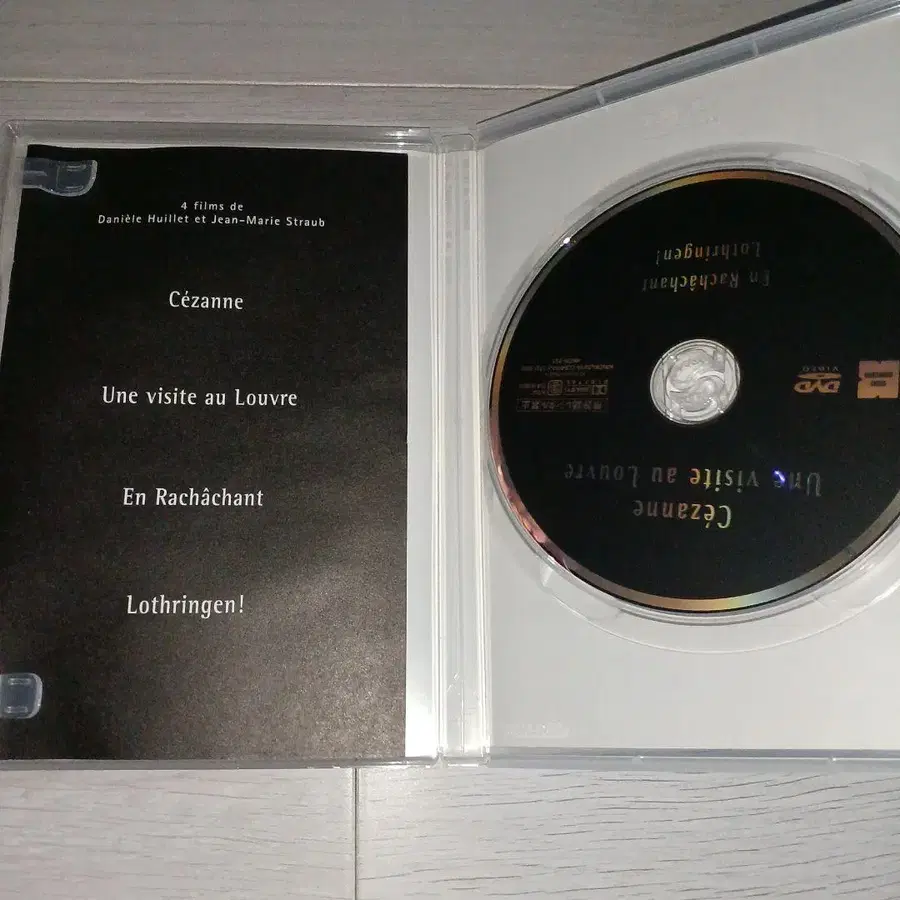 4 films de
Danièle Huillet et Jean-Marie Straub
Cézanne
Une visite au Louvre
En Rachâchant
Lothringen!
Cézanne
Une visite au Louvre
DVD
VIDEO
En Rachâchant
Lothringen!